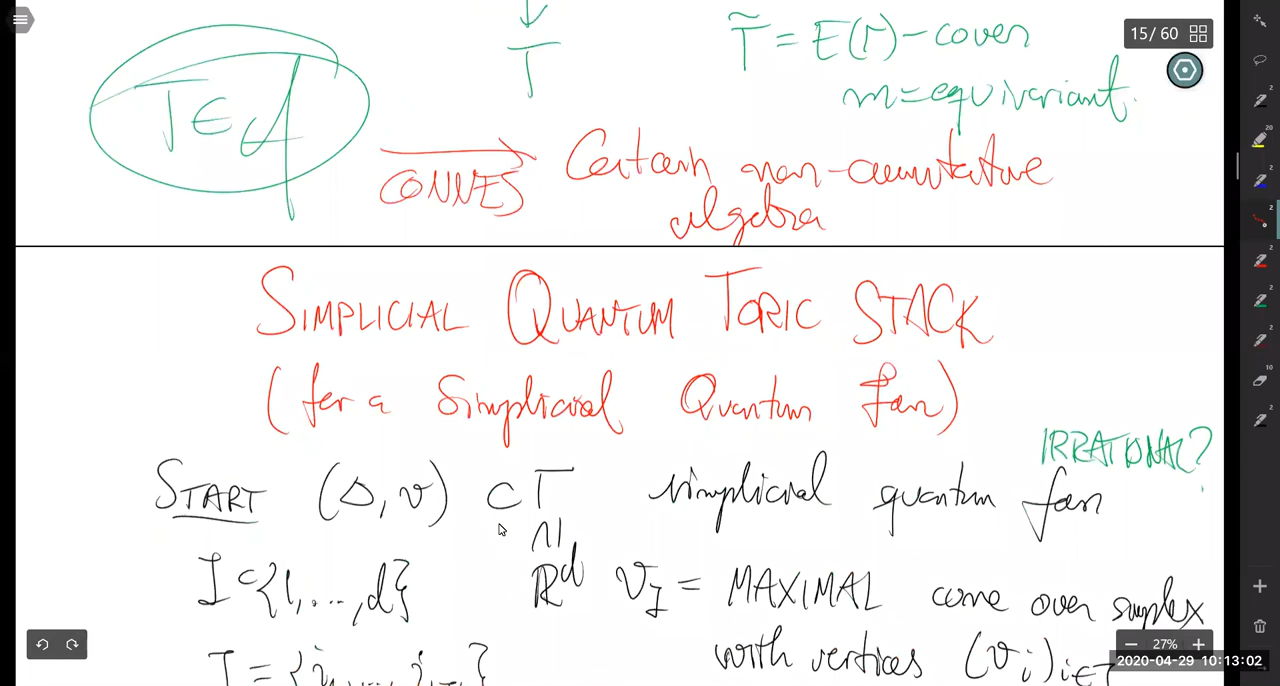 T
T̃ = E(Γ)-cover
15/60
m=equivariant.
T∈𝒜
CONNES
Certain non-commutative
algebra
SIMPLICIAL QUANTUM TORIC STACK
(for a Simplicial Quantum fan)
IRRATIONAL?
START (Δ,v) ⊂ T simplicial quantum fan
I ⊂ {1,...,d} ℝᵈ v_I = MAXIMAL cone over simplex
with vertices (v_i)_{i∈I}
27%
2020-04-29 10:13:02